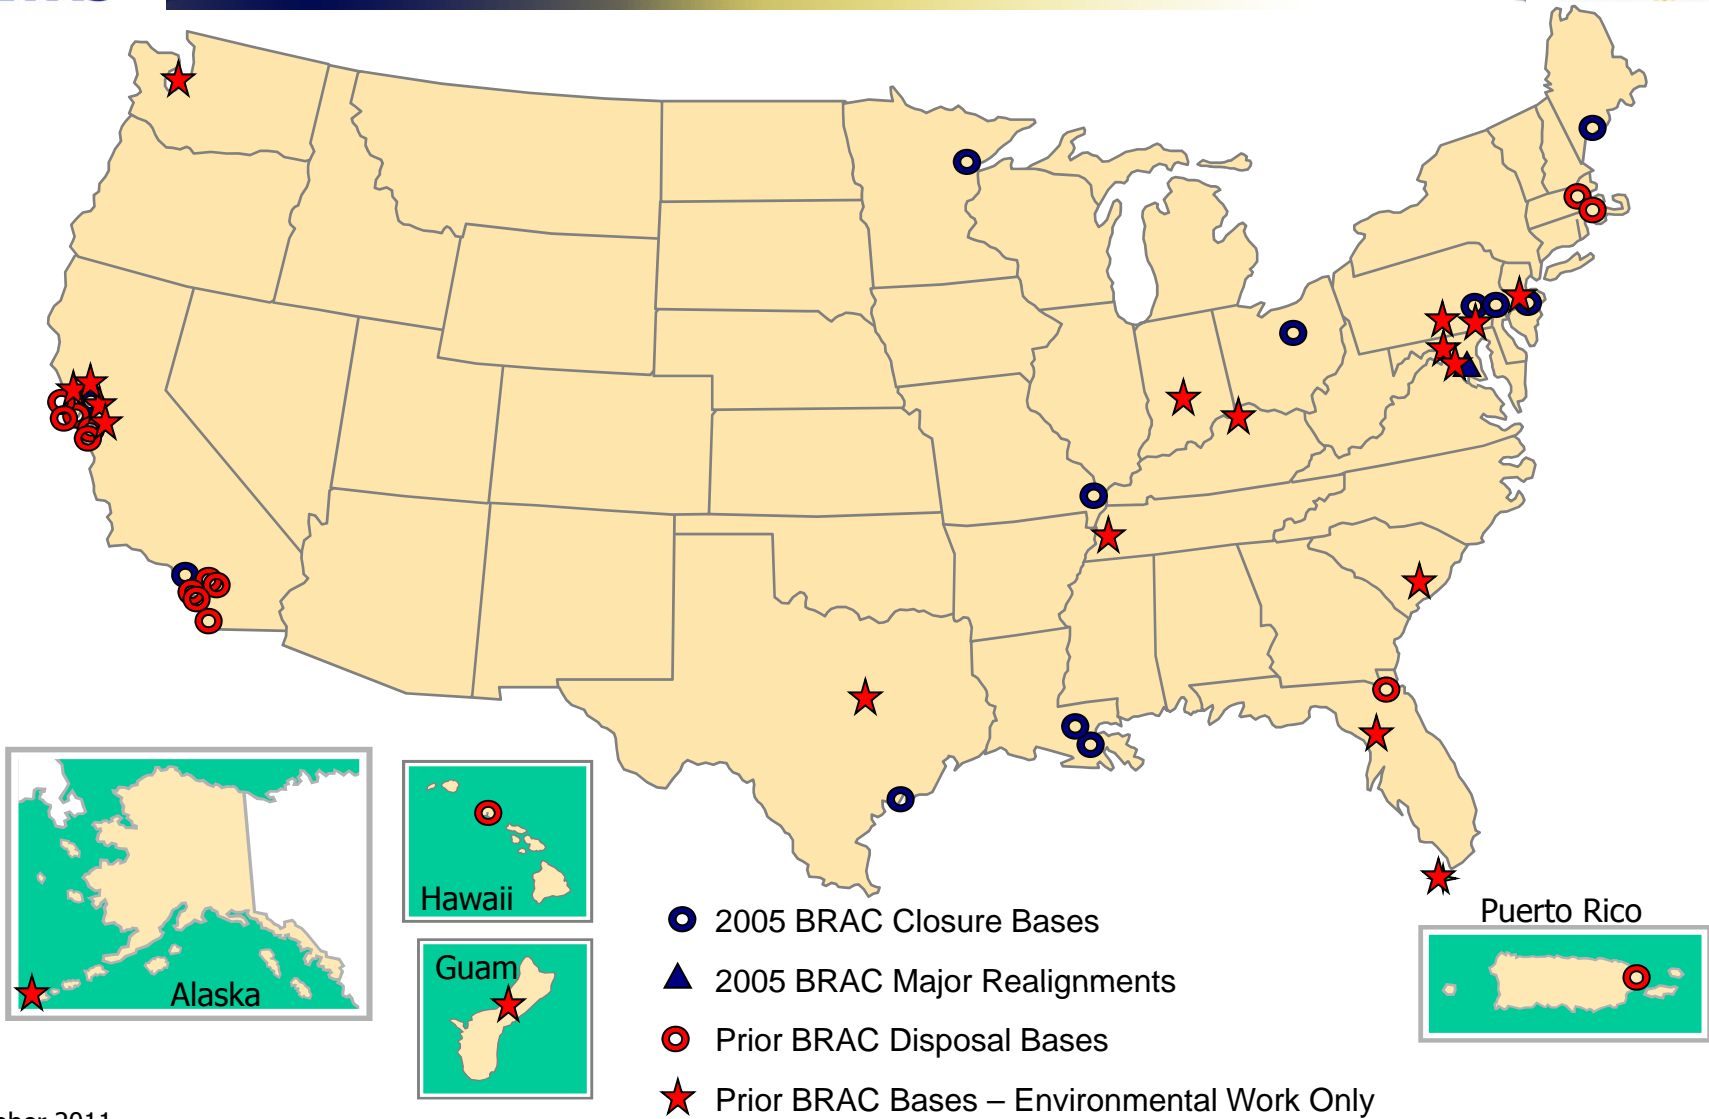 Hawaii
Guam
Alaska
Puerto Rico
2005 BRAC Closure Bases
2005 BRAC Major Realignments
Prior BRAC Disposal Bases
Prior BRAC Bases – Environmental Work Only
2011